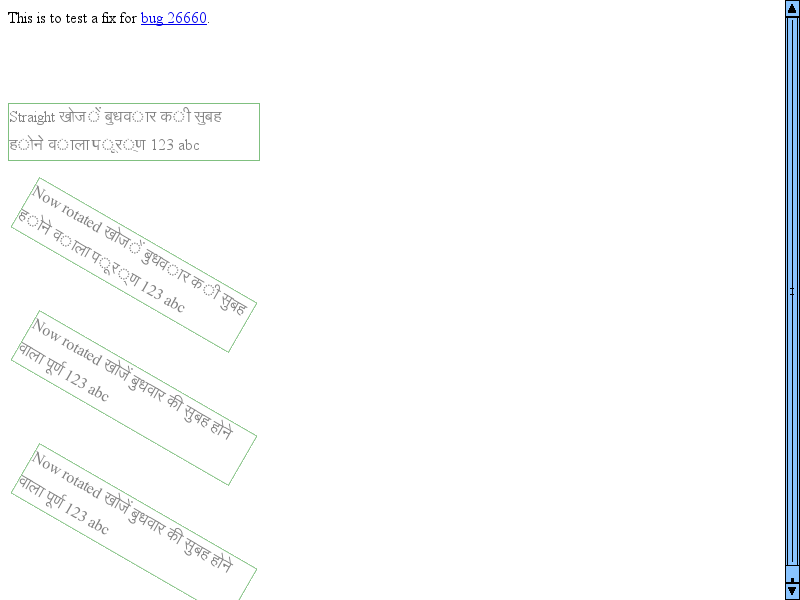 This is to test a fix for bug 26660.
Straight खोजें बुधवार की सुबह
होने वाला पूर्ण 123 abc
Now rotated खोजें बुधवार की सुबह
होने वाला पूर्ण 123 abc
Now rotated खोजें बुधवार की सुबह होने
वाला पूर्ण 123 abc
Now rotated खोजें बुधवार की सुबह होने
वाला पूर्ण 123 abc